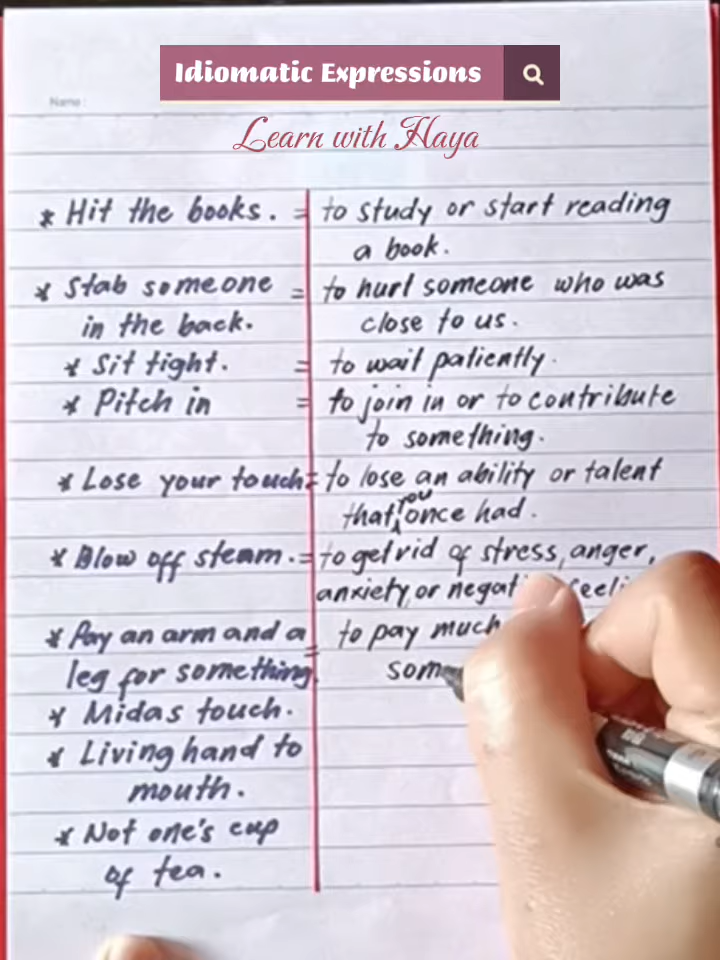 Idiomatic Expressions
Learn with Haya
Name:
* Hit the books. = to study or start reading
a book.
* Stab someone = to hurt someone who was
in the back. close to us.
* Sit tight. = to wait patiently.
* Pitch in = to join in or to contribute
to something.
* Lose your touch = to lose an ability or talent
that you once had.
* Blow off steam. = to get rid of stress, anger,
anxiety, or
* Pay an arm and a = to pay much
leg for something.
* Midas touch.
* Living hand to
mouth.
* Not one's cup
of tea.